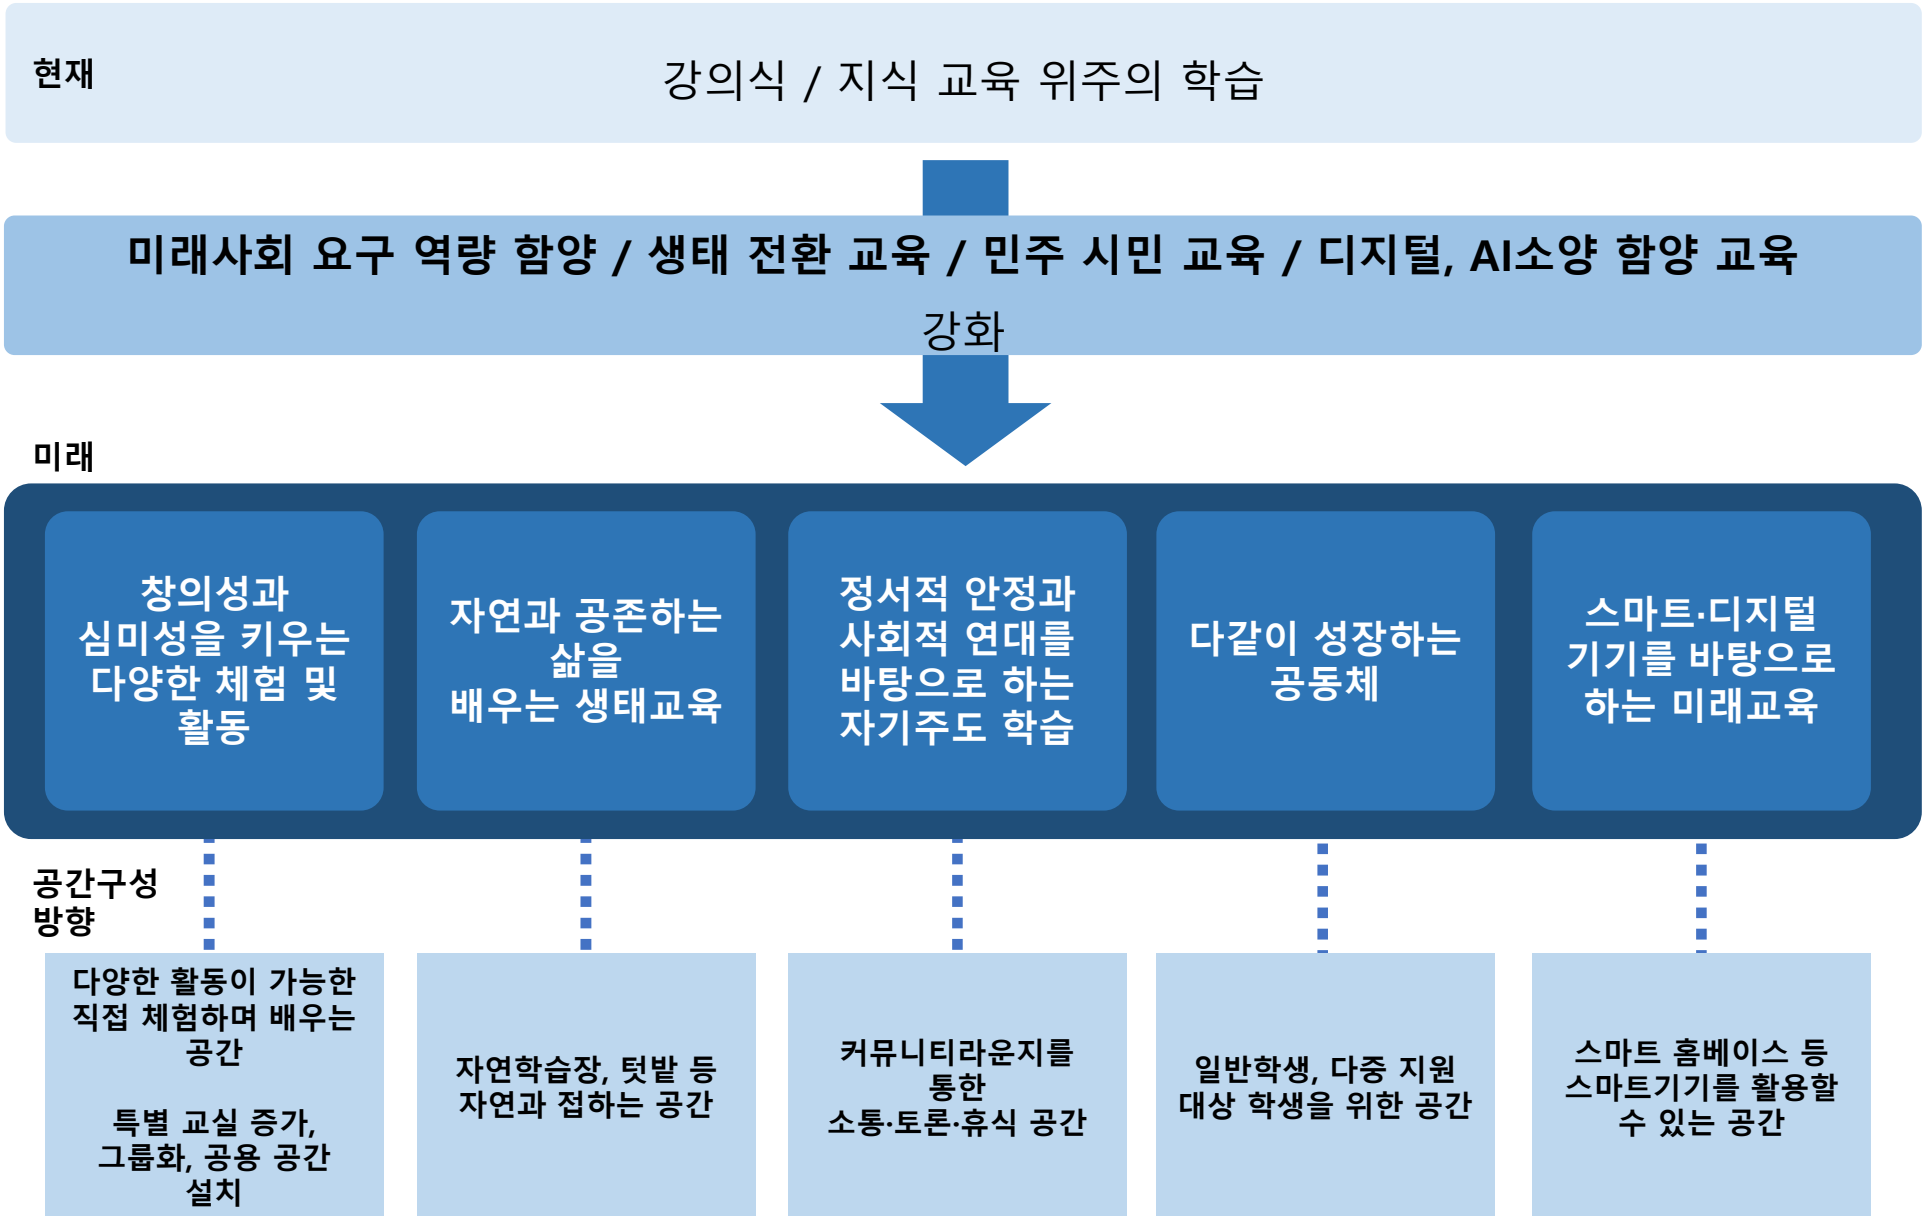 현재
강의식 / 지식 교육 위주의 학습
미래사회 요구 역량 함양 / 생태 전환 교육 / 민주 시민 교육 / 디지털, AI소양 함양 교육
강화
미래
창의성과
심미성을 키우는
다양한 체험 및
활동
자연과 공존하는
삶을
배우는 생태교육
정서적 안정과
사회적 연대를
바탕으로 하는
자기주도 학습
다같이 성장하는
공동체
스마트·디지털
기기를 바탕으로
하는 미래교육
공간구성
방향
다양한 활동이 가능한
직접 체험하며 배우는
공간
특별 교실 증가,
그룹화, 공용 공간
설치
자연학습장, 텃밭 등
자연과 접하는 공간
커뮤니티라운지를
통한
소통·토론·휴식 공간
일반학생, 다중 지원
대상 학생을 위한 공간
스마트 홈베이스 등
스마트기기를 활용할
수 있는 공간